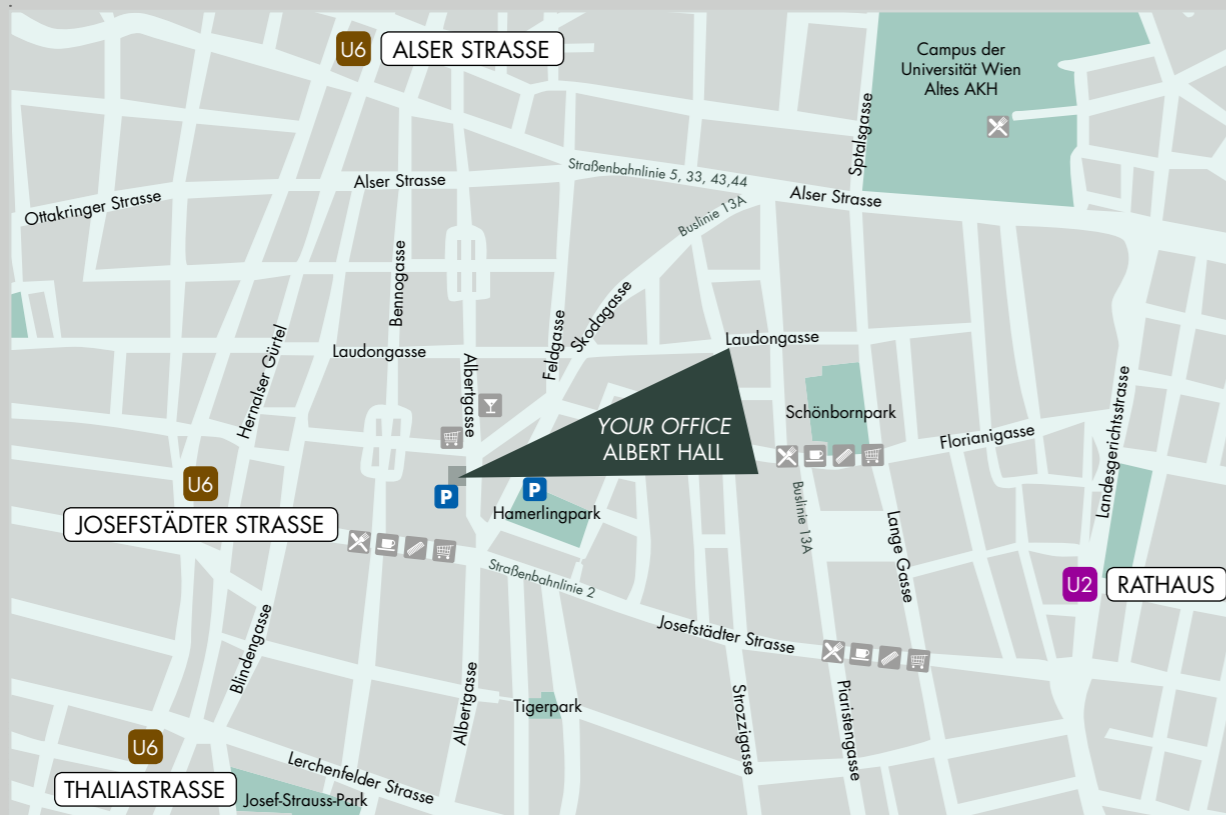 U6 ALSER STRASSE
Campus der
Universität Wien
Altes AKH
Spitalsgasse
Straßenbahnlinie 5, 33, 43,44
Alser Strasse
Alser Strasse
Ottakringer Strasse
Buslinie 13A
Bennogasse
Skodagasse
Feldgasse
Laudongasse
Laudongasse
Hernalser Gürtel
Albertgasse
Landesgerichtsstrasse
YOUR OFFICE
ALBERT HALL
Schönbornpark
Florianigasse
U6
JOSEFSTÄDTER STRASSE
P
P
Hamerlingpark
Buslinie 13A
Lange Gasse
Straßenbahnlinie 2
U2 RATHAUS
Josefstädter Strasse
Blindengasse
Albertgasse
Tigerpark
Strozzigasse
Piaristengasse
U6
THALIASTRASSE
Lerchenfelder Strasse
Josef-Strauss-Park